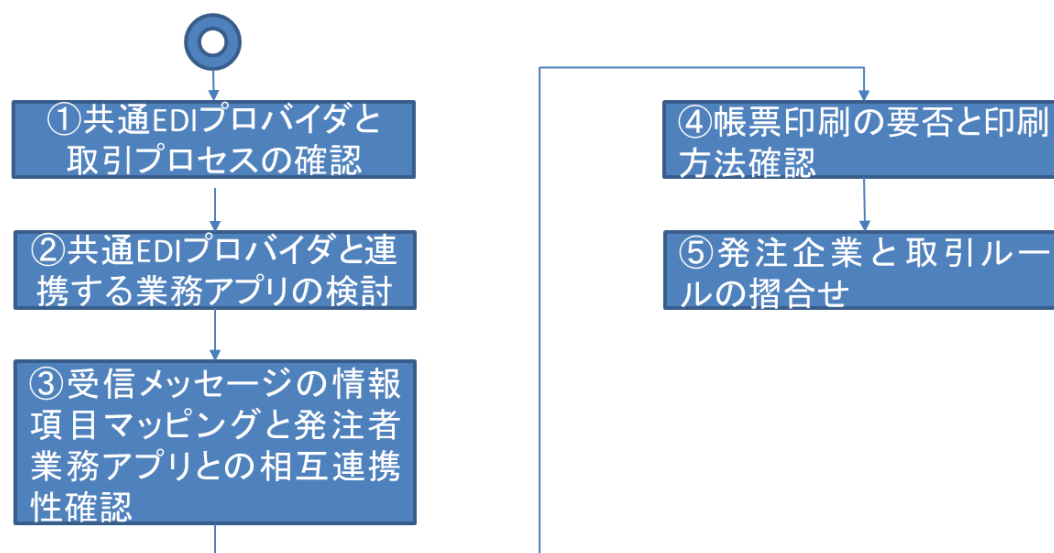 ①共通EDIプロバイダと
取引プロセスの確認
②共通EDIプロバイダと連
携する業務アプリの検討
③受信メッセージの情報
項目マッピングと発注者
業務アプリとの相互連携
性確認
④帳票印刷の要否と印刷
方法確認
⑤発注企業と取引ルー
ルの摺合せ